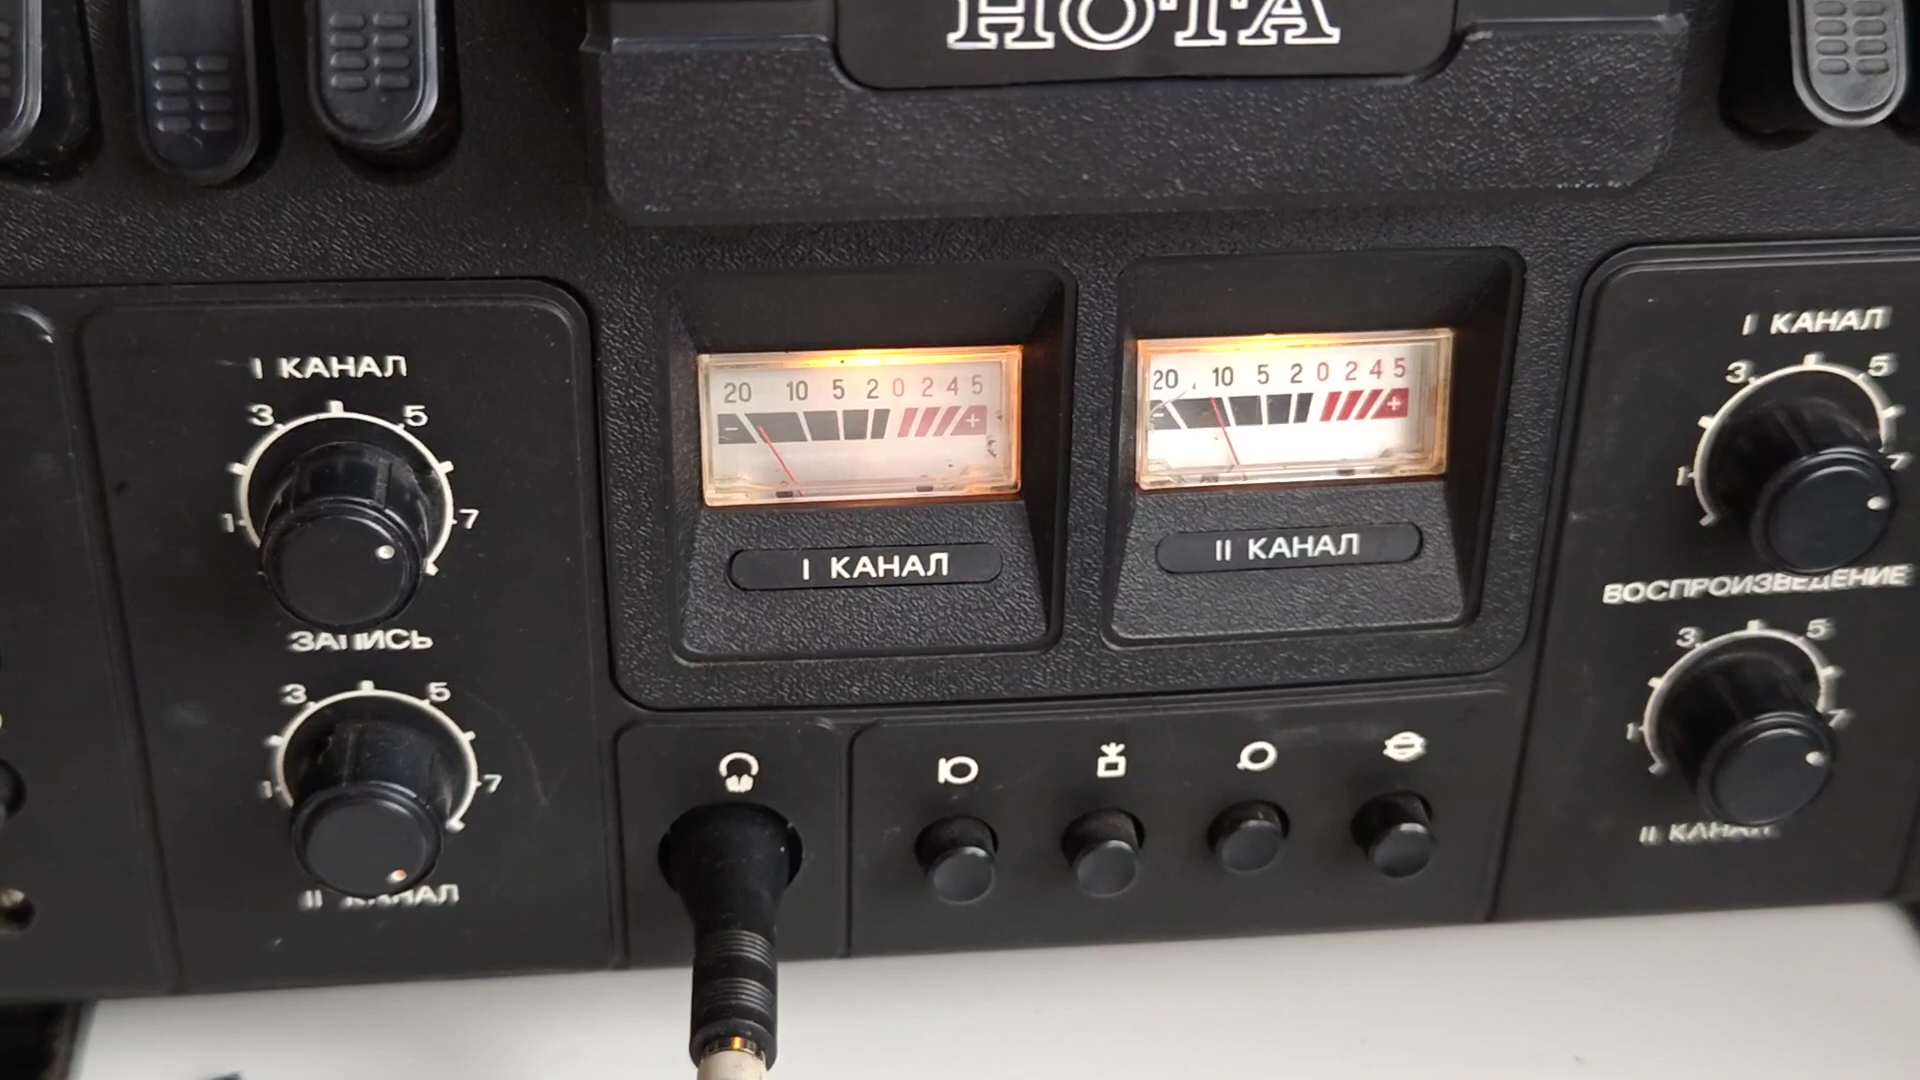 НОТА
I КАНАЛ
3 5
1 7
ЗАПИСЬ
3 5
1 7
II КАНАЛ
20 10 5 2 0 2 4 5
- +
I КАНАЛ
20 10 5 2 0 2 4 5
- +
II КАНАЛ
I КАНАЛ
3 5
1 7
ВОСПРОИЗВЕДЕНИЕ
3 5
1 7
II КАНАЛ